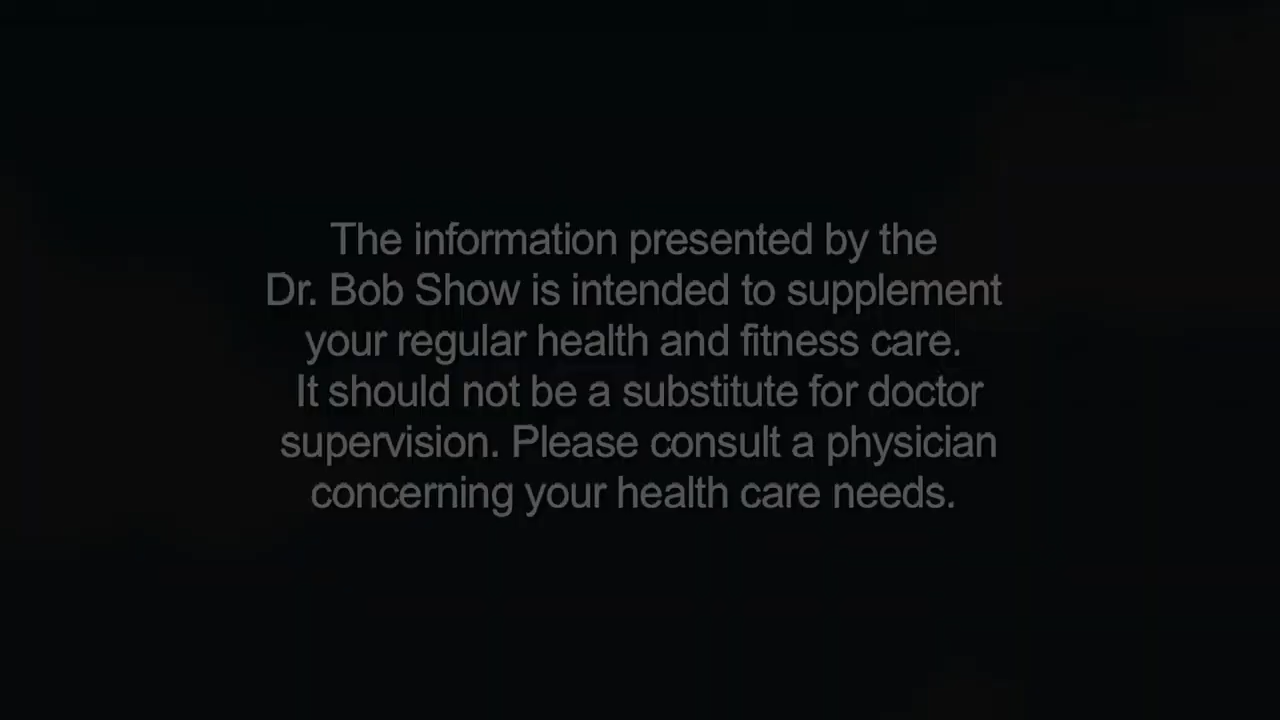 The information presented by the
Dr. Bob Show is intended to supplement
your regular health and fitness care.
It should not be a substitute for doctor
supervision. Please consult a physician
concerning your health care needs.